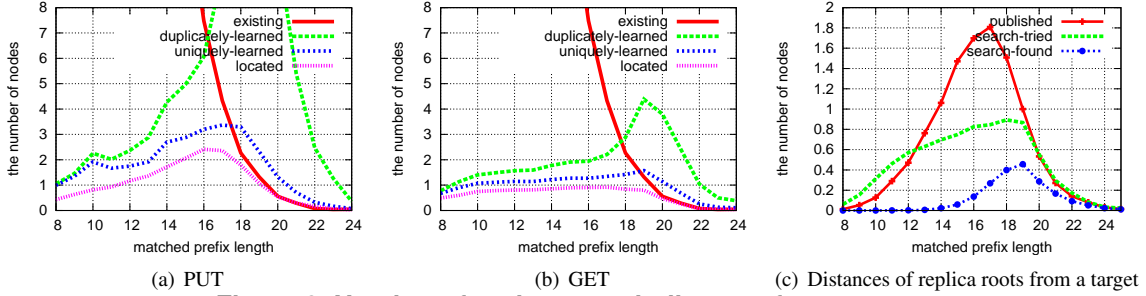 the number of nodes
8
7
6
5
4
3
2
1
0
existing
duplicately-learned
uniquely-learned
located
8 10 12 14 16 18 20 22 24
matched prefix length
(a) PUT
the number of nodes
8
7
6
5
4
3
2
1
0
existing
duplicately-learned
uniquely-learned
located
8 10 12 14 16 18 20 22 24
matched prefix length
(b) GET
the number of nodes
2
1.8
1.6
1.4
1.2
1
0.8
0.6
0.4
0.2
0
published
search-tried
search-found
8 10 12 14 16 18 20 22 24
matched prefix length
(c) Distances of replica roots from a target